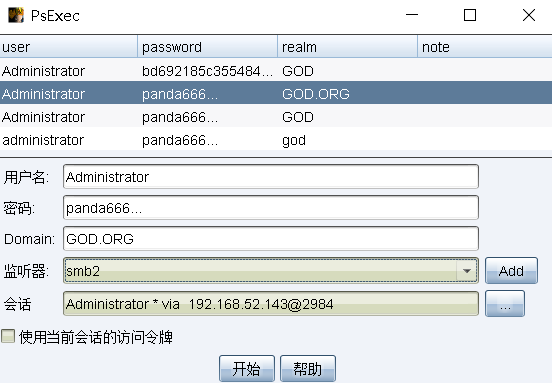 PsExec
user password realm note
Administrator bd692185c355484... GOD
Administrator panda666... GOD.ORG
Administrator panda666... GOD
administrator panda666... god
用户名: Administrator
密码: panda666...
Domain: GOD.ORG
监听器: smb2 Add
会话 Administrator * via 192.168.52.143@2984 ...
使用当前会话的访问令牌
开始 帮助